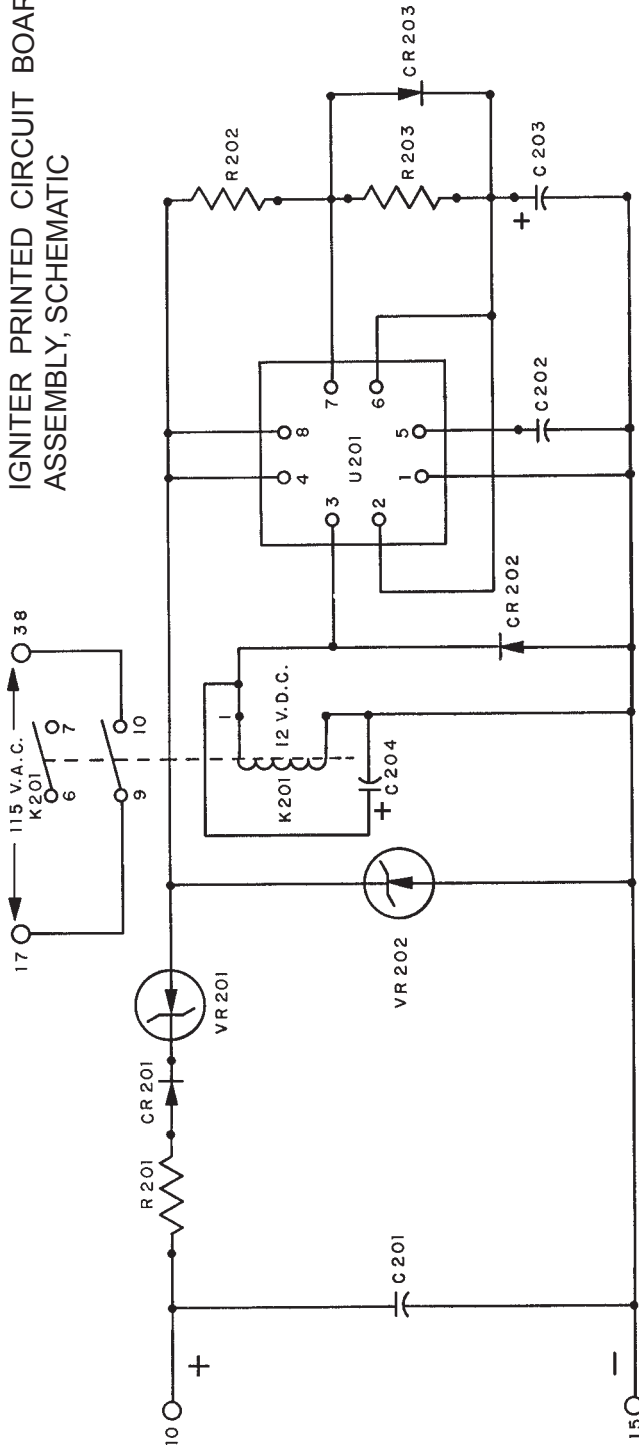 IGNITER PRINTED CIRCUIT BOAR
ASSEMBLY, SCHEMATIC
17
115 V.A.C.
38
K201
6
7
9
10
10
+
R201
CR201
VR201
C201
VR202
K201
1
12 V.D.C.
+
C204
CR202
U201
3
2
4
8
1
5
7
6
C202
R202
R203
CR203
+
C203
15
–